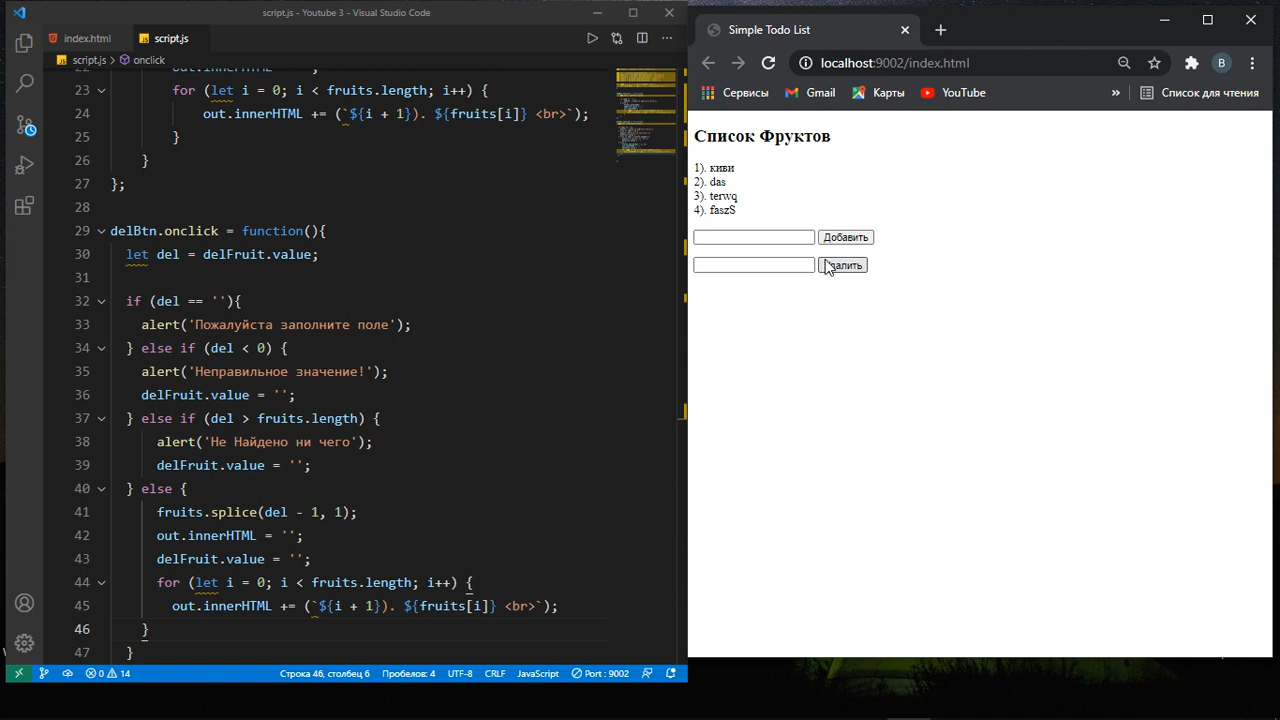 script.js - Youtube 3 - Visual Studio Code
index.html
JS script.js
JS script.js > onclick
23 for (let i = 0; i < fruits.length; i++) {
24 out.innerHTML += (`${i + 1}). ${fruits[i]} <br>`);
25 }
26 }
27 };
28
29 delBtn.onclick = function(){
30 let del = delFruit.value;
31
32 if (del == ''){
33 alert('Пожалуйста заполните поле');
34 } else if (del < 0) {
35 alert('Неправильное значение!');
36 delFruit.value = '';
37 } else if (del > fruits.length) {
38 alert('Не Найдено ни чего');
39 delFruit.value = '';
40 } else {
41 fruits.splice(del - 1, 1);
42 out.innerHTML = '';
43 delFruit.value = '';
44 for (let i = 0; i < fruits.length; i++) {
45 out.innerHTML += (`${i + 1}). ${fruits[i]} <br>`);
46 }
47 }
0 14 Строка 46, столбец 6 Пробелов: 4 UTF-8 CRLF JavaScript Port : 9002
Simple Todo List
localhost:9002/index.html
B
Сервисы Gmail Карты YouTube » Список для чтения
Список Фруктов
1). киви
2). das
3). terwq
4). faszS
Добавить